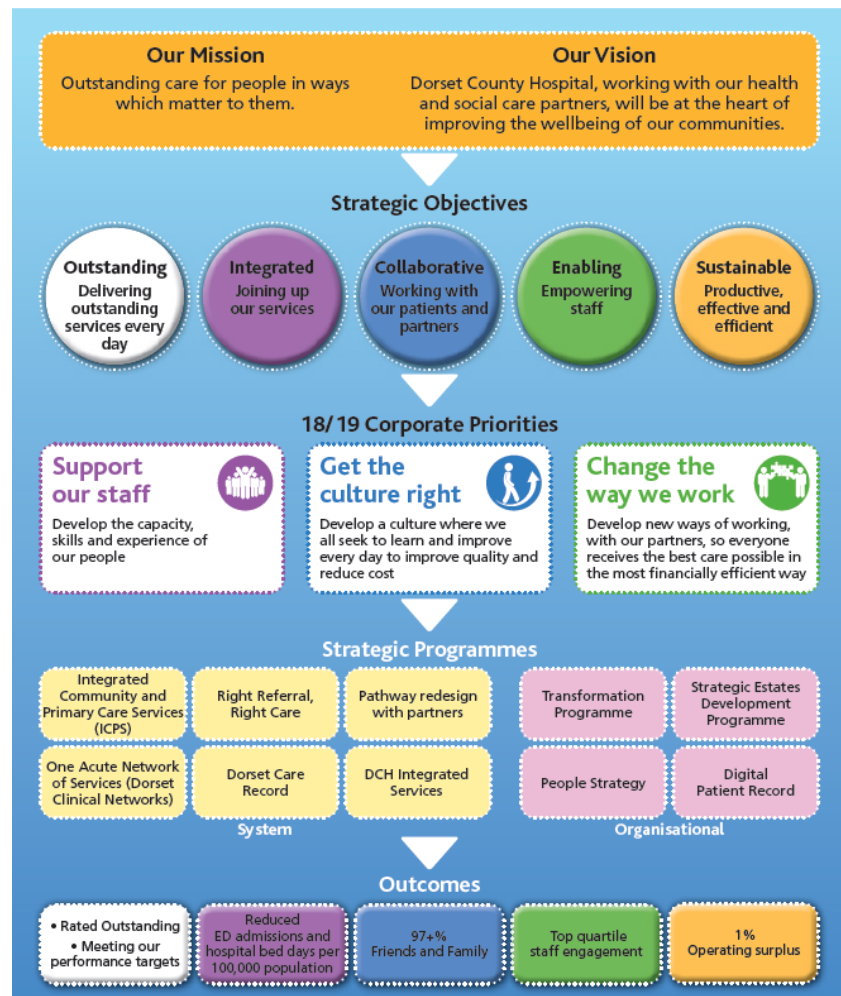 Our Mission
Outstanding care for people in ways
which matter to them.
Our Vision
Dorset County Hospital, working with our health
and social care partners, will be at the heart of
improving the wellbeing of our communities.
Strategic Objectives
Outstanding
Delivering
outstanding
services every
day
Integrated
Joining up
our services
Collaborative
Working with
our patients and
partners
Enabling
Empowering
staff
Sustainable
Productive,
effective and
efficient
18/19 Corporate Priorities
Support
our staff
Develop the capacity,
skills and experience of
our people
Get the
culture right
Develop a culture where we
all seek to learn and improve
every day to improve quality and
reduce cost
Change the
way we work
Develop new ways of working,
with our partners, so everyone
receives the best care possible in
the most financially efficient way
Strategic Programmes
Integrated
Community and
Primary Care Services
(ICPS)
Right Referral,
Right Care
Pathway redesign
with partners
One Acute Network
of Services (Dorset
Clinical Networks)
Dorset Care
Record
DCH Integrated
Services
System
Transformation
Programme
Strategic Estates
Development
Programme
People Strategy
Digital
Patient Record
Organisational
Outcomes
• Rated Outstanding
• Meeting our
performance targets
Reduced
ED admissions and
hospital bed days per
100,000 population
97+%
Friends and Family
Top quartile
staff engagement
1%
Operating surplus